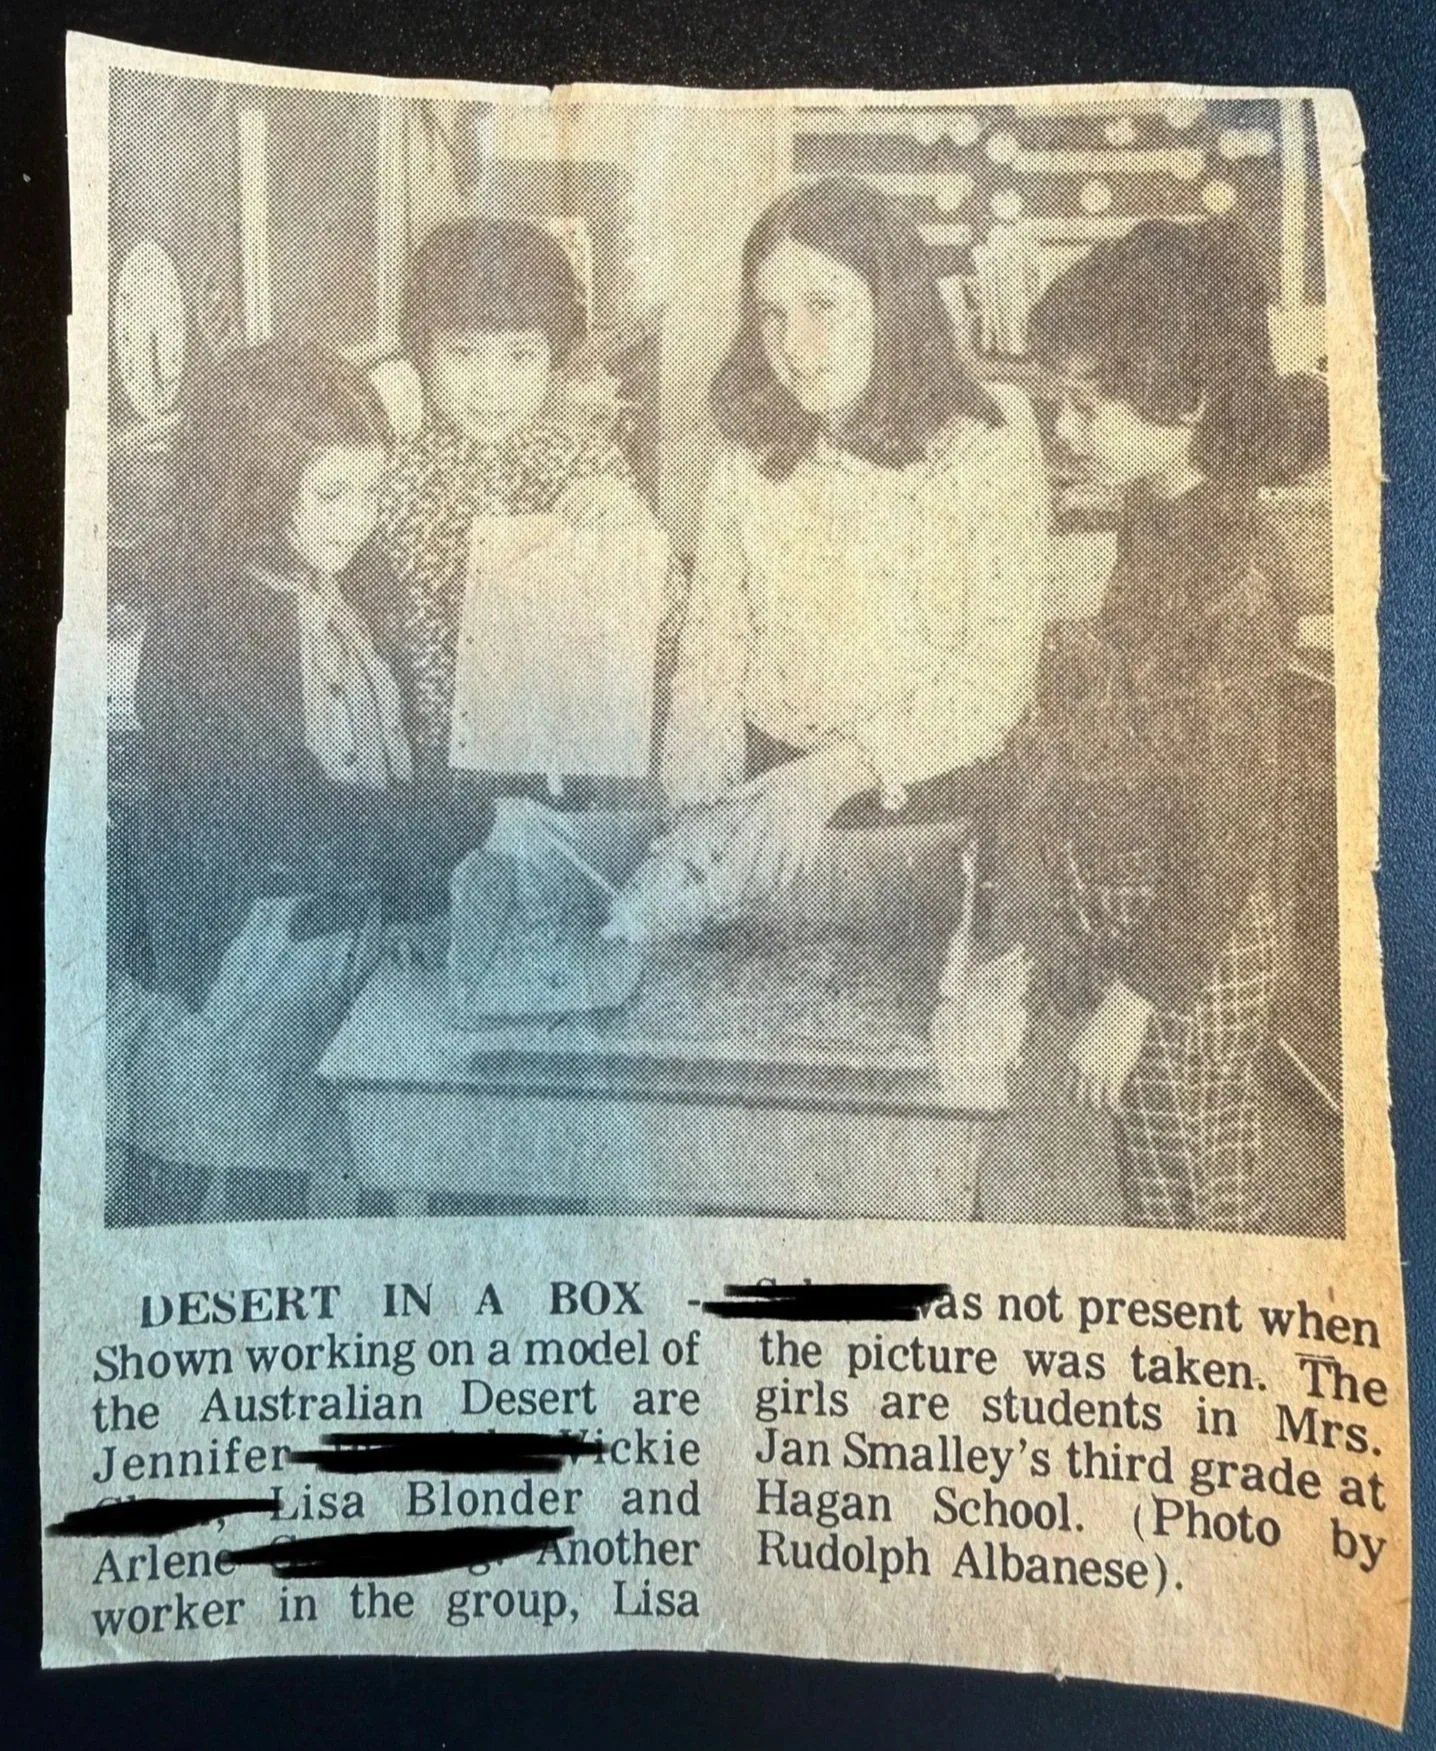 DESERT IN A BOX -
Shown working on a model of
the Australian Desert are
Jennifer
Lisa Blonder and
Arlene Another
worker in the group, Lisa
was not present when
the picture was taken. The
girls are students in Mrs.
Jan Smalley's third grade at
Hagan School. (Photo by
Rudolph Albanese).